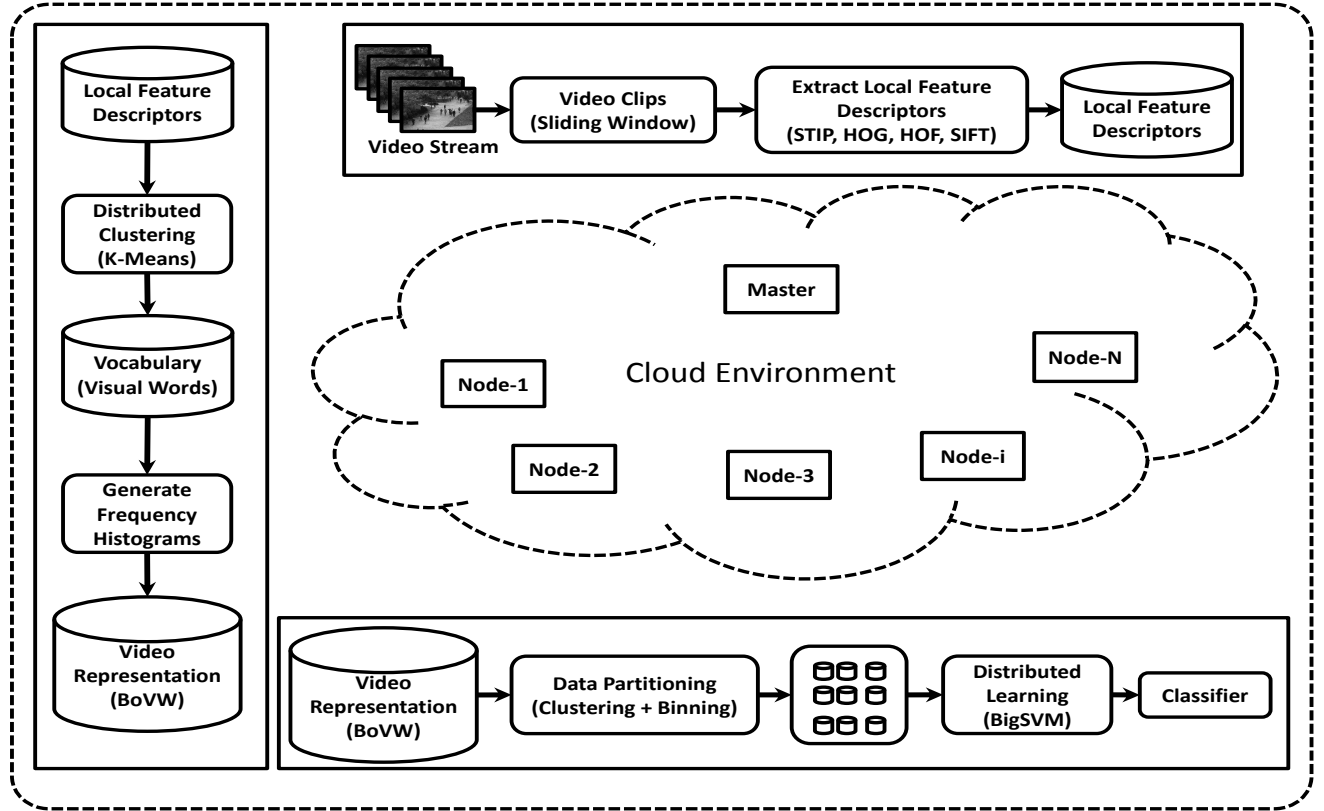 Local Feature
Descriptors
Distributed
Clustering
(K-Means)
Vocabulary
(Visual Words)
Generate
Frequency
Histograms
Video
Representation
(BoVW)
Video Stream
Video Clips
(Sliding Window)
Extract Local Feature
Descriptors
(STIP, HOG, HOF, SIFT)
Local Feature
Descriptors
Master
Cloud Environment
Node-1
Node-2
Node-3
Node-i
Node-N
Video
Representation
(BoVW)
Data Partitioning
(Clustering + Binning)
Distributed
Learning
(BigSVM)
Classifier